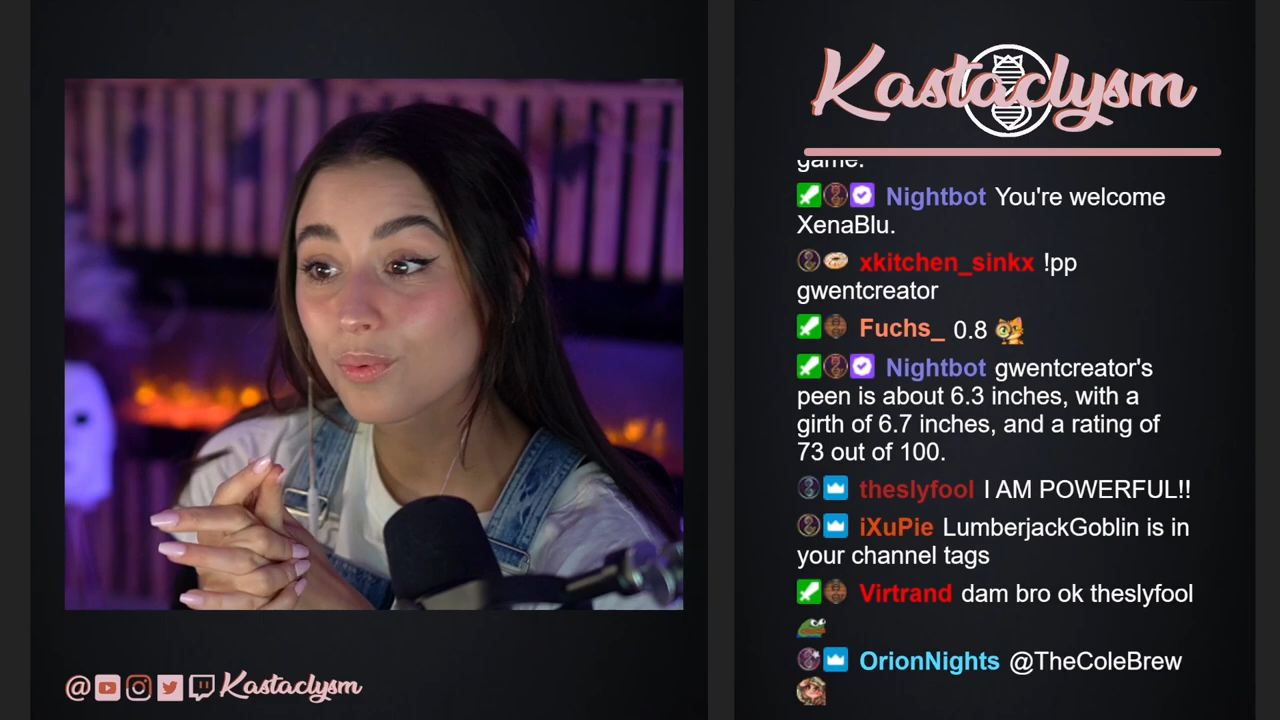 Kastaclysm
game.
Nightbot You're welcome
XenaBlu.
xkitchen_sinkx !pp
gwentcreator
Fuchs_ 0.8
Nightbot gwentcreator's
peen is about 6.3 inches, with a
girth of 6.7 inches, and a rating of
73 out of 100.
theslyfool I AM POWERFUL!!
iXuPie LumberjackGoblin is in
your channel tags
Virtrand dam bro ok theslyfool
OrionNights @TheColeBrew
@ Kastaclysm